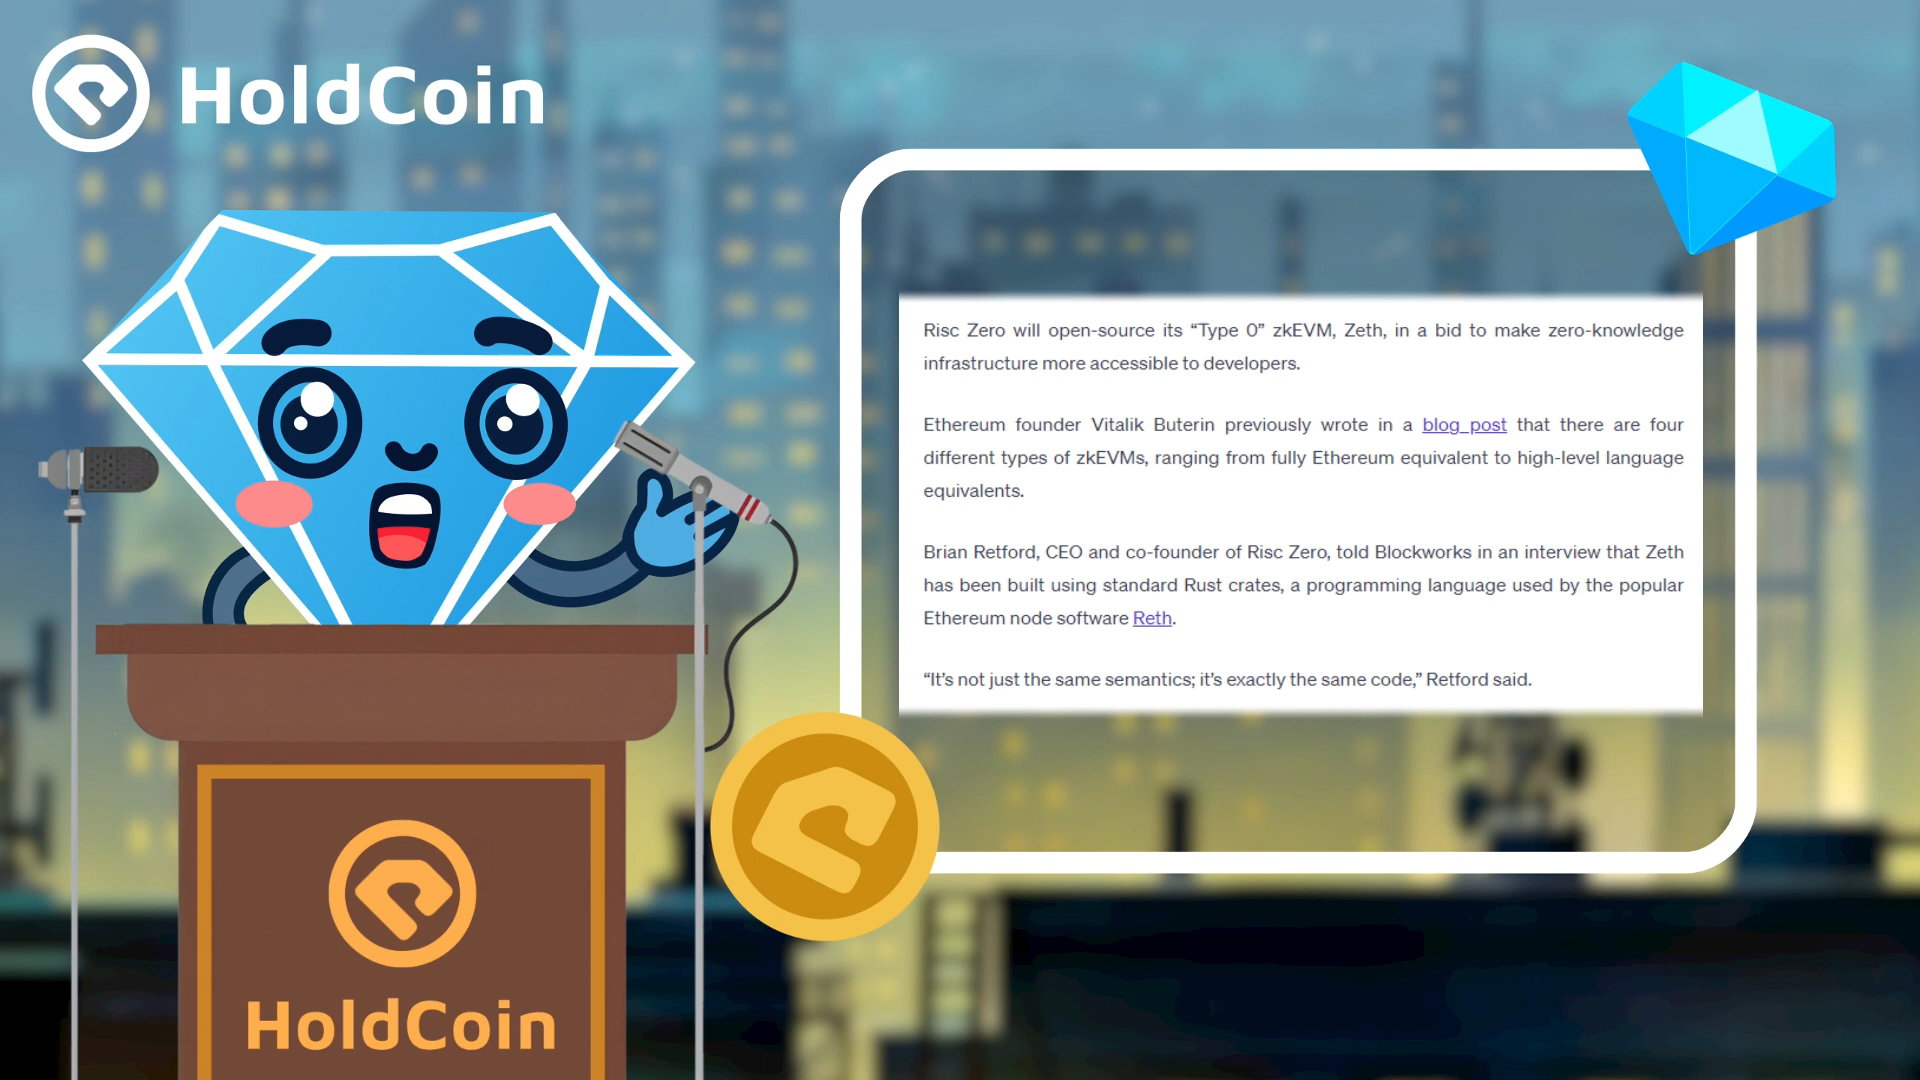 HoldCoin
Risc Zero will open-source its “Type 0” zkEVM, Zeth, in a bid to make zero-knowledge
infrastructure more accessible to developers.
Ethereum founder Vitalik Buterin previously wrote in a blog post that there are four
different types of zkEVMs, ranging from fully Ethereum equivalent to high-level language
equivalents.
Brian Retford, CEO and co-founder of Risc Zero, told Blockworks in an interview that Zeth
has been built using standard Rust crates, a programming language used by the popular
Ethereum node software Reth.
“It’s not just the same semantics; it’s exactly the same code,” Retford said.
HoldCoin